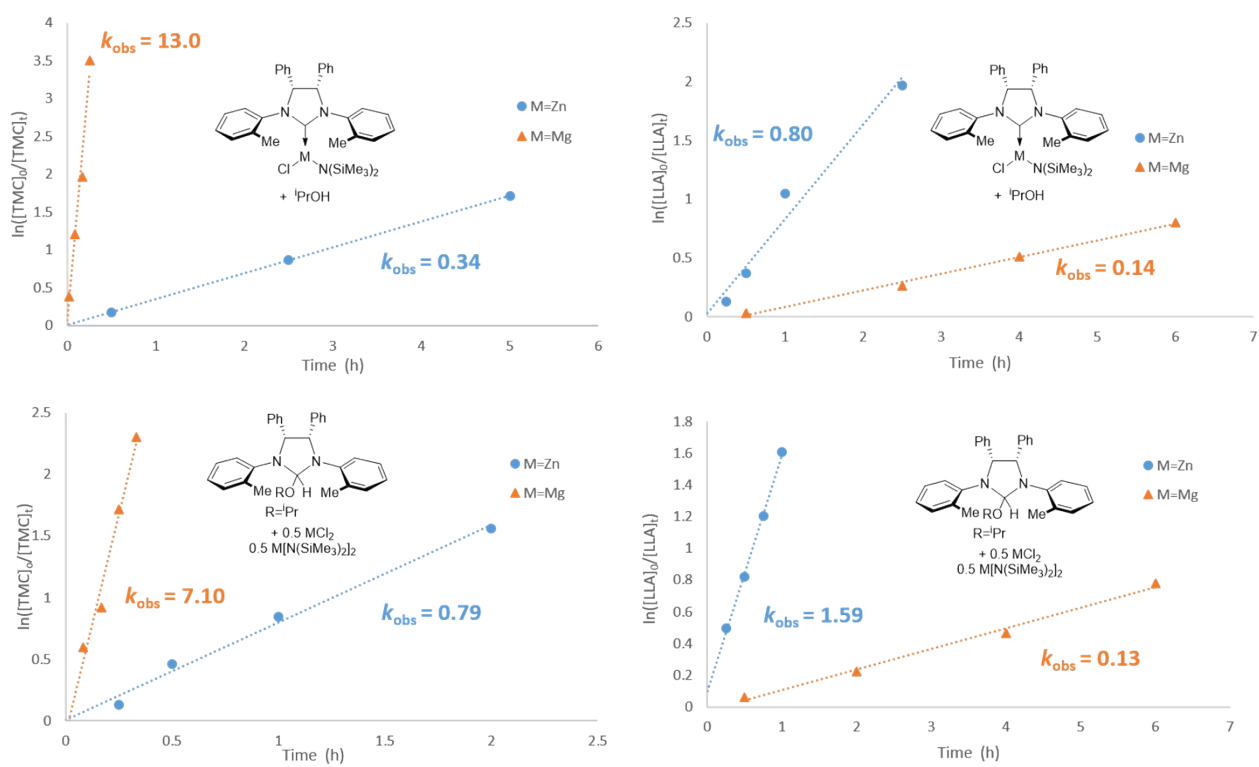 ln([TMC]₀/[TMC]ₜ)
4
3.5
3
2.5
2
1.5
1
0.5
0
0
1
2
3
4
5
6
Time (h)
k_obs = 13.0
k_obs = 0.34
Ph
Ph
N
N
Me
Me
M
Cl
N(SiMe₃)₂
+ ⁱPrOH
M=Zn
M=Mg
ln([LLA]₀/[LLA]ₜ)
2.5
2
1.5
1
0.5
0
0
1
2
3
4
5
6
7
Time (h)
k_obs = 0.80
k_obs = 0.14
Ph
Ph
N
N
Me
Me
M
Cl
N(SiMe₃)₂
+ ⁱPrOH
M=Zn
M=Mg
ln([TMC]₀/[TMC]ₜ)
2.5
2
1.5
1
0.5
0
0
0.5
1
1.5
2
2.5
Time (h)
k_obs = 7.10
k_obs = 0.79
Ph
Ph
N
N
Me
RO
H
Me
R=ⁱPr
+ 0.5 MCl₂
0.5 M[N(SiMe₃)₂]₂
M=Zn
M=Mg
ln([LLA]₀/[LLA]ₜ)
1.8
1.6
1.4
1.2
1
0.8
0.6
0.4
0.2
0
0
1
2
3
4
5
6
7
Time (h)
k_obs = 1.59
k_obs = 0.13
Ph
Ph
N
N
Me
RO
H
Me
R=ⁱPr
+ 0.5 MCl₂
0.5 M[N(SiMe₃)₂]₂
M=Zn
M=Mg